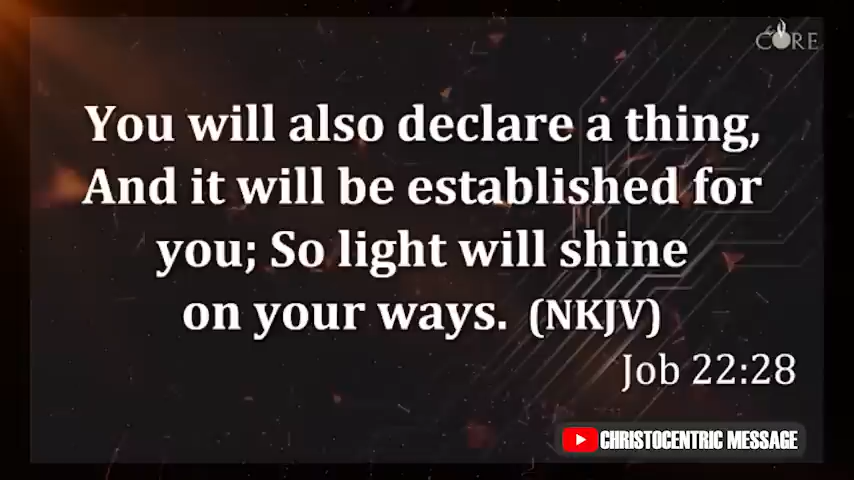 CORE
You will also declare a thing,
And it will be established for
you; So light will shine
on your ways. (NKJV)
Job 22:28
CHRISTOCENTRIC MESSAGE